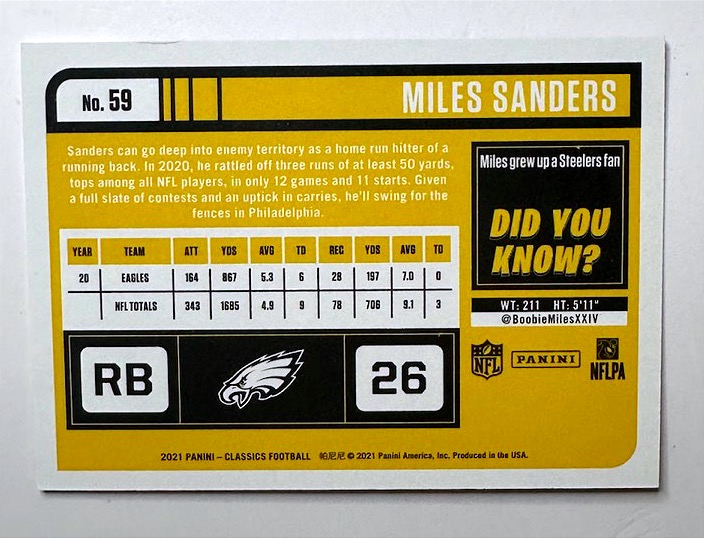 No. 59
MILES SANDERS
Sanders can go deep into enemy territory as a home run hitter of a
running back. In 2020, he rattled off three runs of at least 50 yards,
tops among all NFL players, in only 12 games and 11 starts. Given
a full slate of contests and an uptick in carries, he'll swing for the
fences in Philadelphia.
Miles grew up a Steelers fan
DID YOU
KNOW?
YEAR TEAM ATT YDS AVG TD REC YDS AVG TD
20 EAGLES 164 867 5.3 6 28 197 7.0 0
NFL TOTALS 343 1685 4.9 9 78 706 9.1 3
WT: 211 HT: 5'11"
@BoobieMilesXXIV
RB
26
NFL
PANINI
NFLPA
2021 PANINI – CLASSICS FOOTBALL 帕尼尼 © 2021 Panini America, Inc. Produced in the USA.